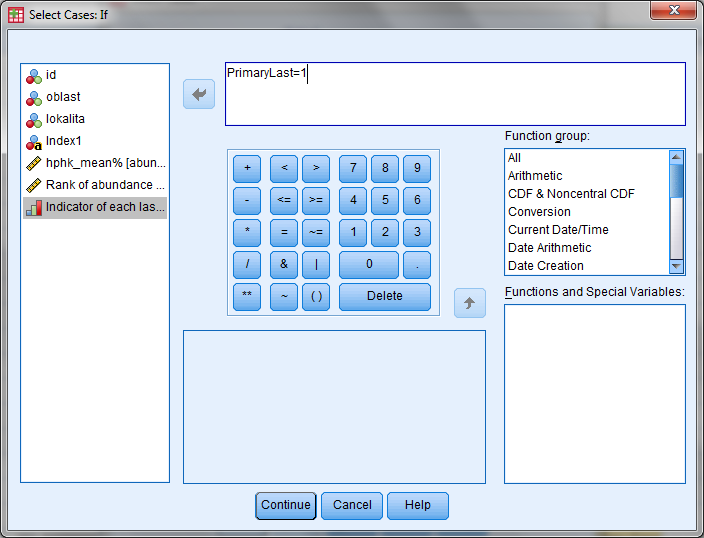 Select Cases: If
id
oblast
lokalita
Index1
hphk_mean% [abun...
Rank of abundance ...
Indicator of each las...
PrimaryLast=1
+ < > 7 8 9
- <= >= 4 5 6
* = ~= 1 2 3
/ & | 0 .
** ~ ( ) Delete
Function group:
All
Arithmetic
CDF & Noncentral CDF
Conversion
Current Date/Time
Date Arithmetic
Date Creation
Functions and Special Variables:
Continue Cancel Help